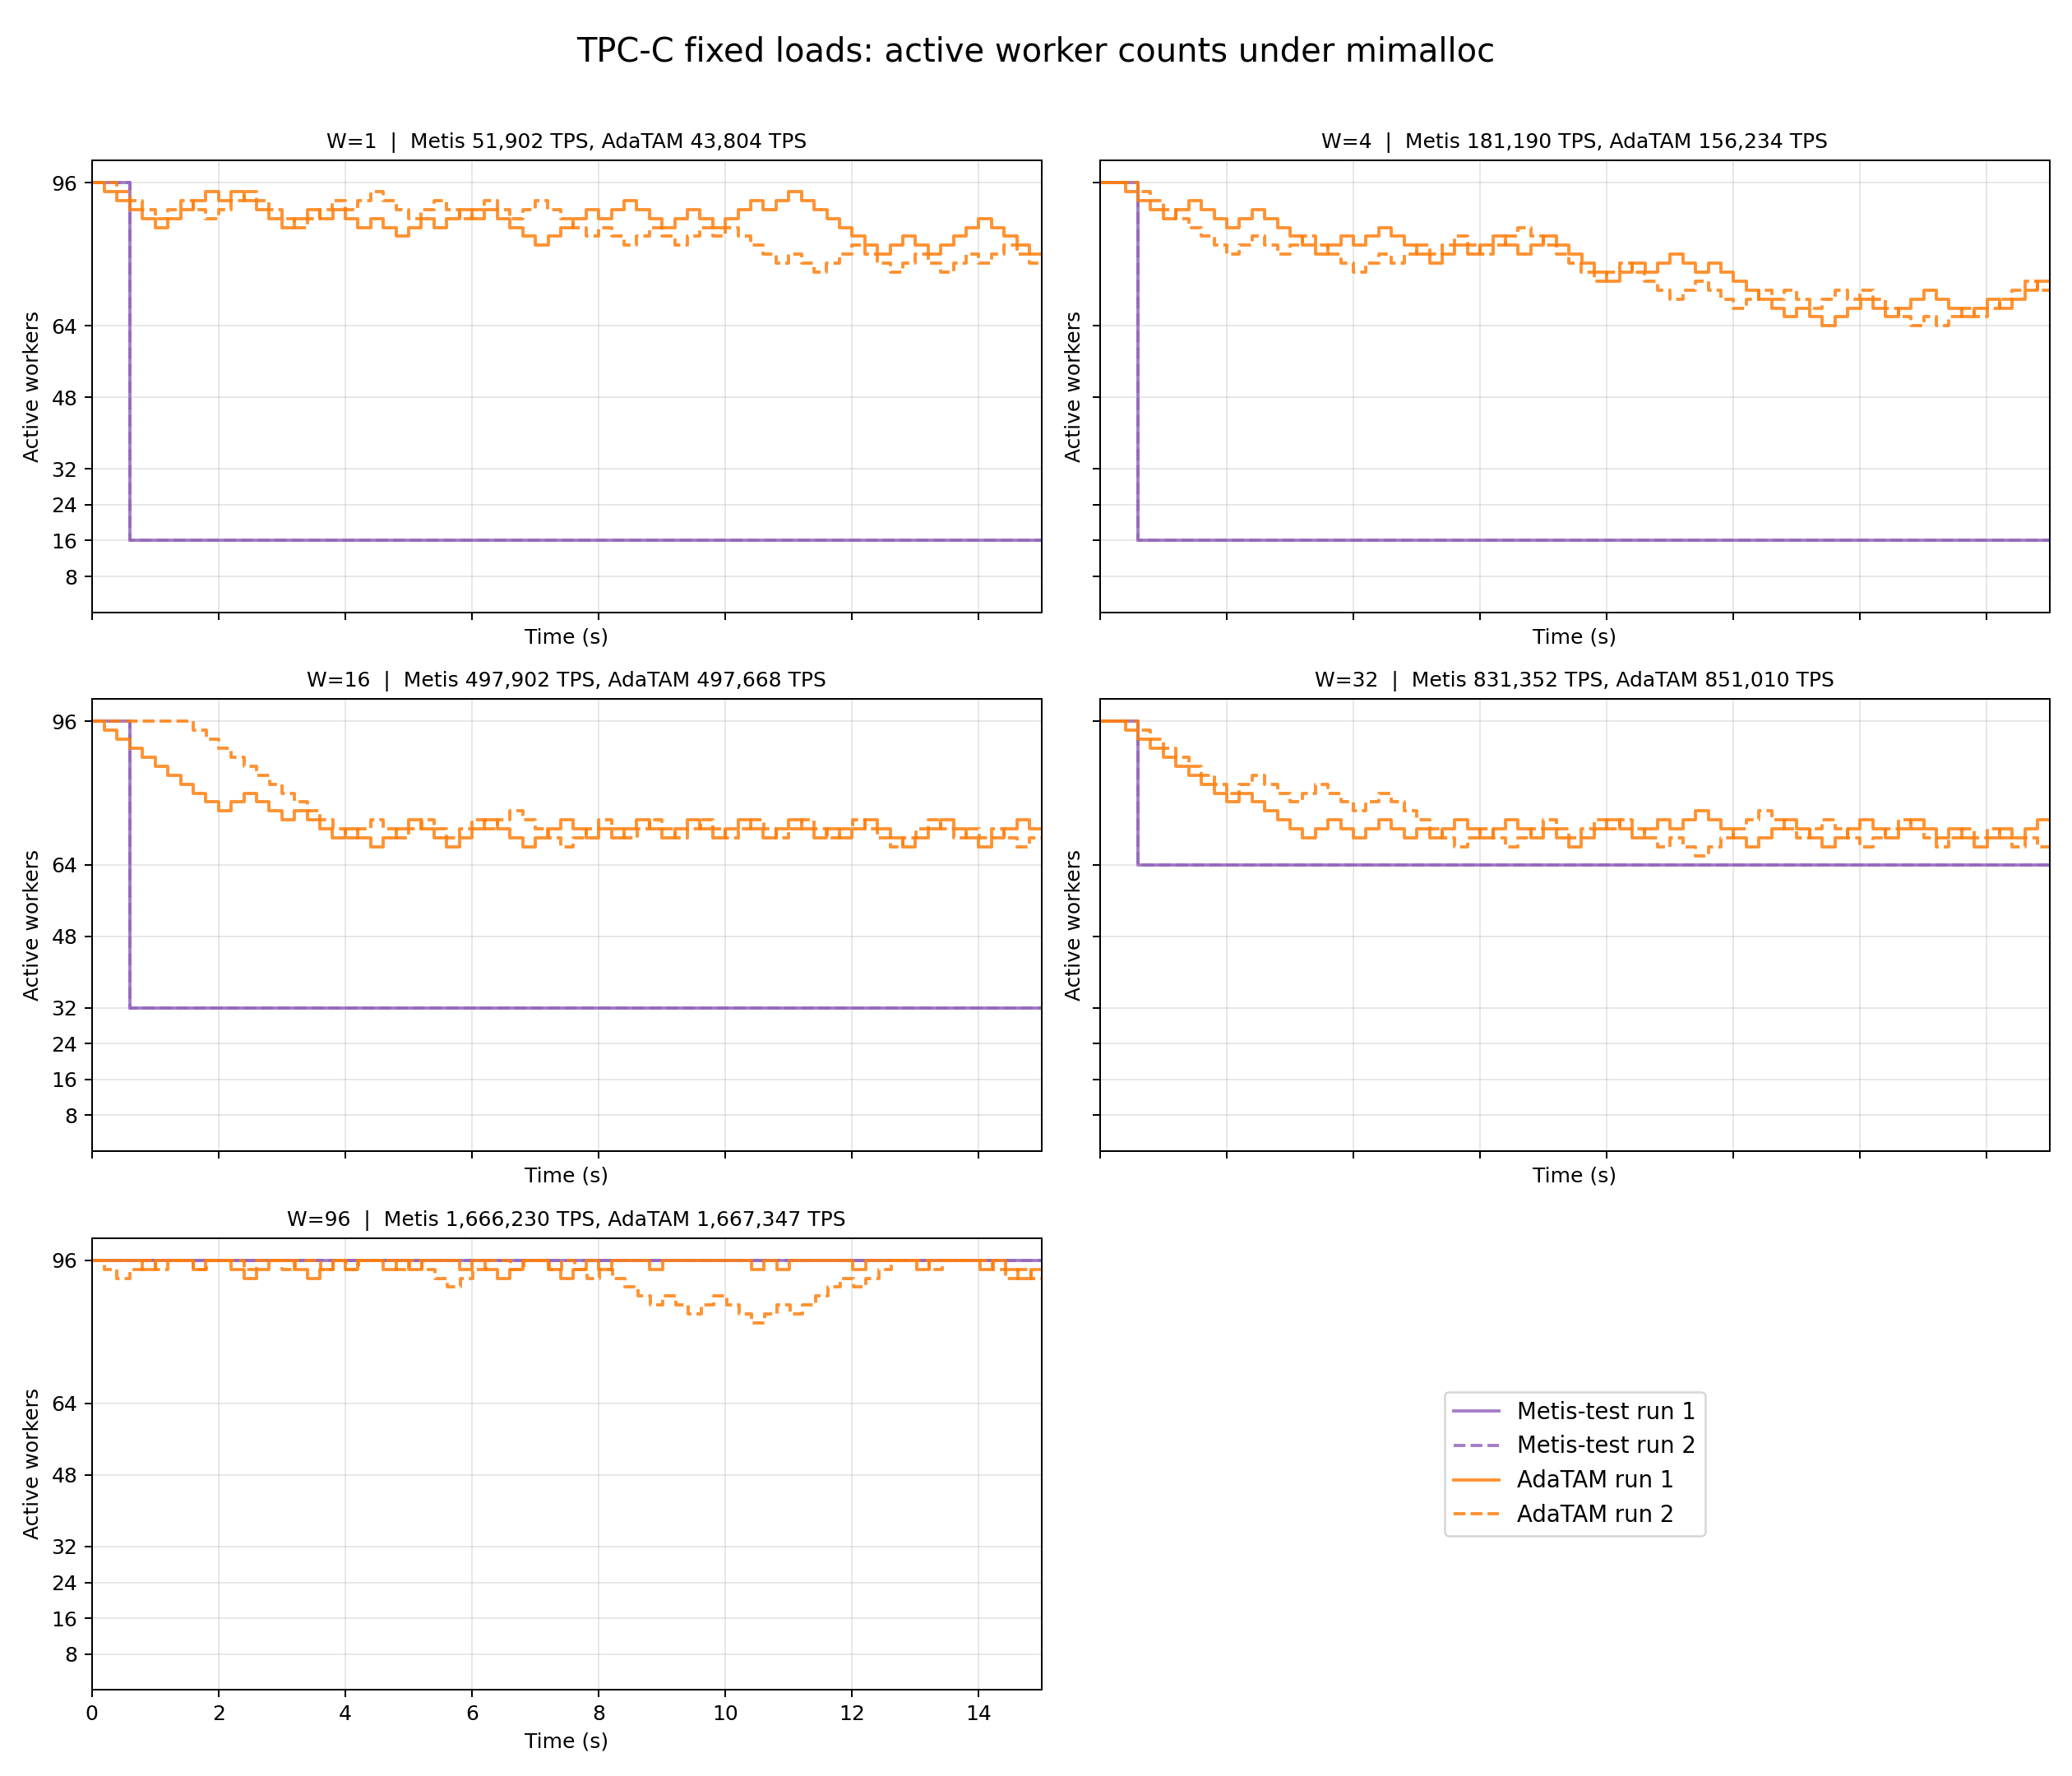 TPC-C fixed loads: active worker counts under mimalloc
W=1 | Metis 51,902 TPS, AdaTAM 43,804 TPS
96
64
48
32
24
16
8
Active workers
Time (s)
W=4 | Metis 181,190 TPS, AdaTAM 156,234 TPS
Active workers
Time (s)
W=16 | Metis 497,902 TPS, AdaTAM 497,668 TPS
96
64
48
32
24
16
8
Active workers
Time (s)
W=32 | Metis 831,352 TPS, AdaTAM 851,010 TPS
Active workers
Time (s)
W=96 | Metis 1,666,230 TPS, AdaTAM 1,667,347 TPS
96
64
48
32
24
16
8
Active workers
0 2 4 6 8 10 12 14
Time (s)
Metis-test run 1
Metis-test run 2
AdaTAM run 1
AdaTAM run 2